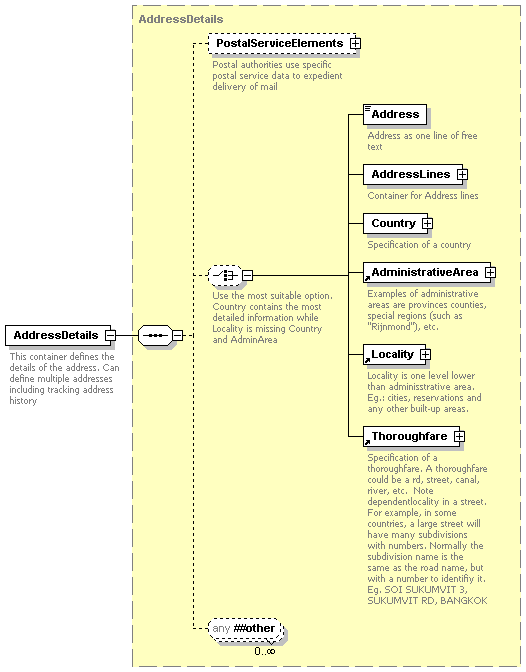 AddressDetails
PostalServiceElements
Postal authorities use specific
postal service data to expedient
delivery of mail
Address
Address as one line of free
text
AddressLines
Container for Address lines
Country
Specification of a country
AdministrativeArea
Examples of administrative
areas are provinces counties,
special regions (such as
"Rijnmond"), etc.
Use the most suitable option.
Country contains the most
detailed information while
Locality is missing Country
and AdminArea
AddressDetails
This container defines the
details of the address. Can
define multiple addresses
including tracking address
history
Locality
Locality is one level lower
than adminisstrative area.
Eg.: cities, reservations and
any other built-up areas.
Thoroughfare
Specification of a
thoroughfare. A thoroughfare
could be a rd, street, canal,
river, etc.  Note
dependentlocality in a street.
For example, in some
countries, a large street will
have many subdivisions
with numbers. Normally the
subdivision name is the
same as the road name, but
with a number to identifiy it.
Eg. SOI SUKUMVIT 3,
SUKUMVIT RD, BANGKOK
any ##other
0..∞